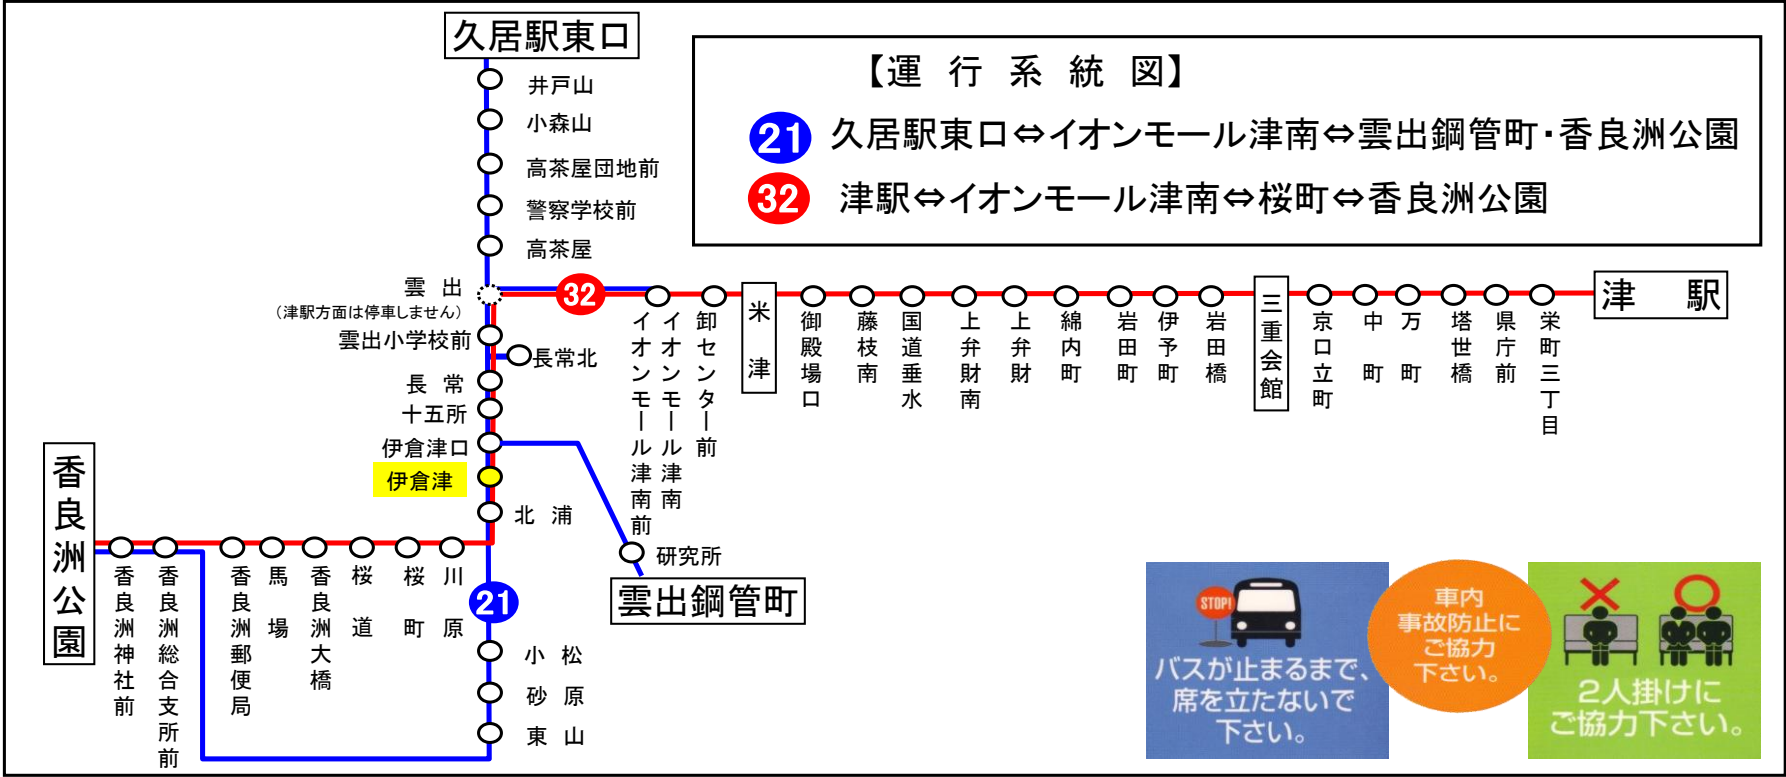 久居駅東口
井戸山
小森山
高茶屋団地前
警察学校前
高茶屋
雲出
(津駅方面は停車しません)
雲出小学校前
長常北
長常
十五所
伊倉津口
伊倉津
北浦
研究所
雲出鋼管町
21
小松
砂原
東山
【運行系統図】
21 久居駅東口⇔イオンモール津南⇔雲出鋼管町・香良洲公園
32 津駅⇔イオンモール津南⇔桜町⇔香良洲公園
32
イオンモール津南前
イオンモール津南
卸センター前
米津
御殿場口
藤枝南
国道垂水
上弁財南
上弁財
綿内町
岩田町
伊予町
岩田橋
三重会館
京口立町
中町
万町
塔世橋
県庁前
栄町三丁目
津駅
香良洲公園
香良洲神社前
香良洲総合支所前
香良洲郵便局
馬場
香良洲大橋
桜道
桜町
川原
STOP!
バスが止まるまで、
席を立たないで
下さい。
車内
事故防止に
ご協力
下さい。
2人掛けに
ご協力下さい。